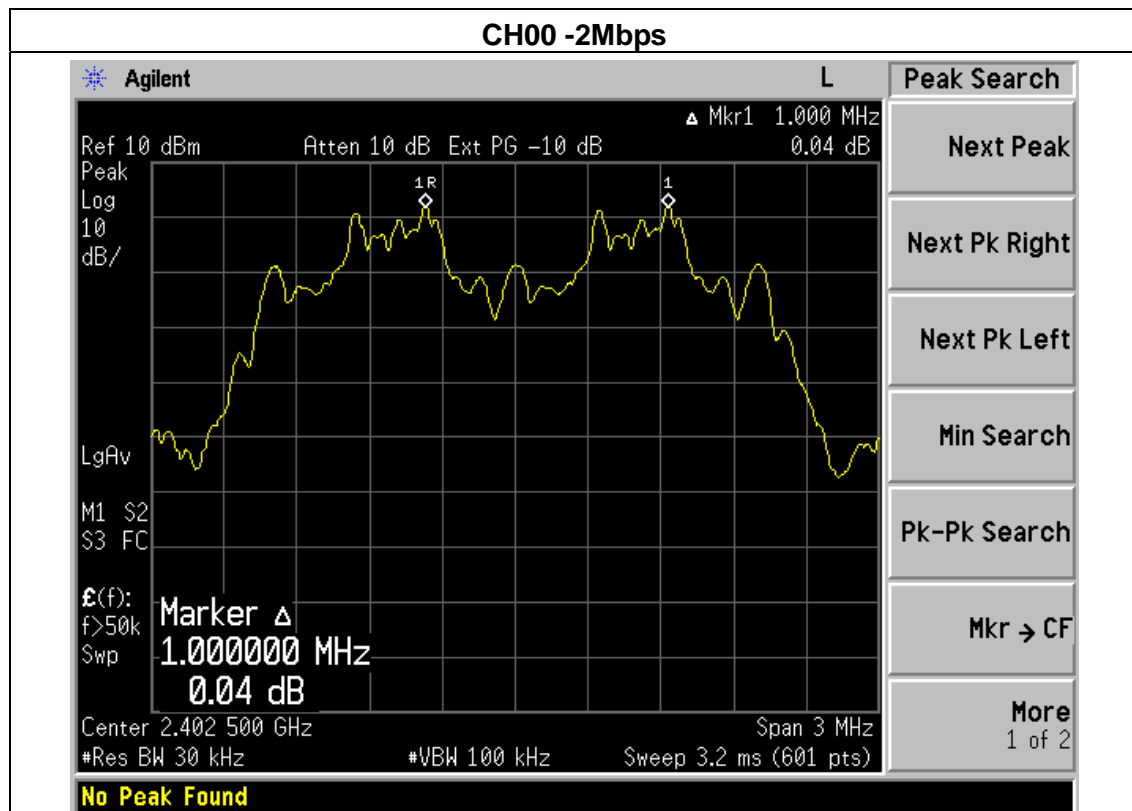 CH00 -2Mbps
Agilent
L
Peak Search
Δ Mkr1 1.000 MHz
Ref 10 dBm Atten 10 dB Ext PG -10 dB 0.04 dB
Peak
Log
10
dB/
1R
1
LgAv
M1 S2
S3 FC
£(f):
f>50k
Swp
Marker Δ
1.000000 MHz
0.04 dB
Center 2.402 500 GHz Span 3 MHz
#Res BW 30 kHz #VBW 100 kHz Sweep 3.2 ms (601 pts)
Next Peak
Next Pk Right
Next Pk Left
Min Search
Pk-Pk Search
Mkr → CF
More
1 of 2
No Peak Found